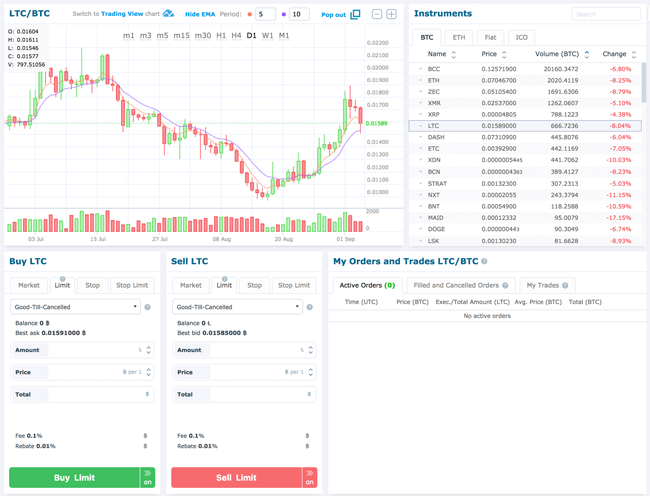 LTC/BTC Switch to Trading View chart Hide EMA Period: 5 10 Pop out
O: 0.01604
H: 0.01611
L: 0.01546
C: 0.01577
V: 797.51056
m1 m3 m5 m15 m30 H1 H4 D1 W1 M1
0.02200
0.02100
0.02000
0.01900
0.01800
0.01700
0.01589
0.01400
0.01300
0.01200
0.01100
0.01000
2000
0
03 Jul 15 Jul 27 Jul 08 Aug 20 Aug 01 Sep
Instruments Search
BTC ETH Fiat ICO
Name Price Volume (BTC) Change
BCC 0.12571900 20160.3472 -6.80%
ETH 0.07046700 2020.4119 -8.25%
ZEC 0.05105400 1691.6306 -8.79%
XMR 0.02537000 1262.0607 -5.10%
XRP 0.00004805 788.1223 -4.38%
LTC 0.01589000 666.7236 -8.04%
DASH 0.07310900 445.8076 -6.04%
ETC 0.00392900 442.1169 -7.05%
XDN 0.0000005445 441.7062 -10.03%
BCN 0.00000043083 389.4127 -8.23%
STRAT 0.00132300 307.2313 -5.03%
NXT 0.00002055 243.3794 -11.15%
BNT 0.00054900 118.2588 -10.59%
MAID 0.00012332 95.0079 -17.15%
DOGE 0.000000441 90.3049 -6.74%
LSK 0.00130230 81.6628 -8.93%
Buy LTC
Market Limit Stop Stop Limit
Good-Till-Cancelled
Balance 0 ฿
Best ask 0.01591000 ฿
Amount Ł
Price ฿ per 1
Total ฿
Fee 0.1% ฿
Rebate 0.01% ฿
Buy Limit on
Sell LTC
Market Limit Stop Stop Limit
Good-Till-Cancelled
Balance 0 Ł
Best bid 0.01585000 ฿
Amount Ł
Price ฿ per 1
Total ฿
Fee 0.1% ฿
Rebate 0.01% ฿
Sell Limit on
My Orders and Trades LTC/BTC
Active Orders (0) Filled and Cancelled Orders My Trades
Time (UTC) Price (BTC) Exec./Total Amount (LTC) Avg. Price (BTC) Total (BTC)
No active orders